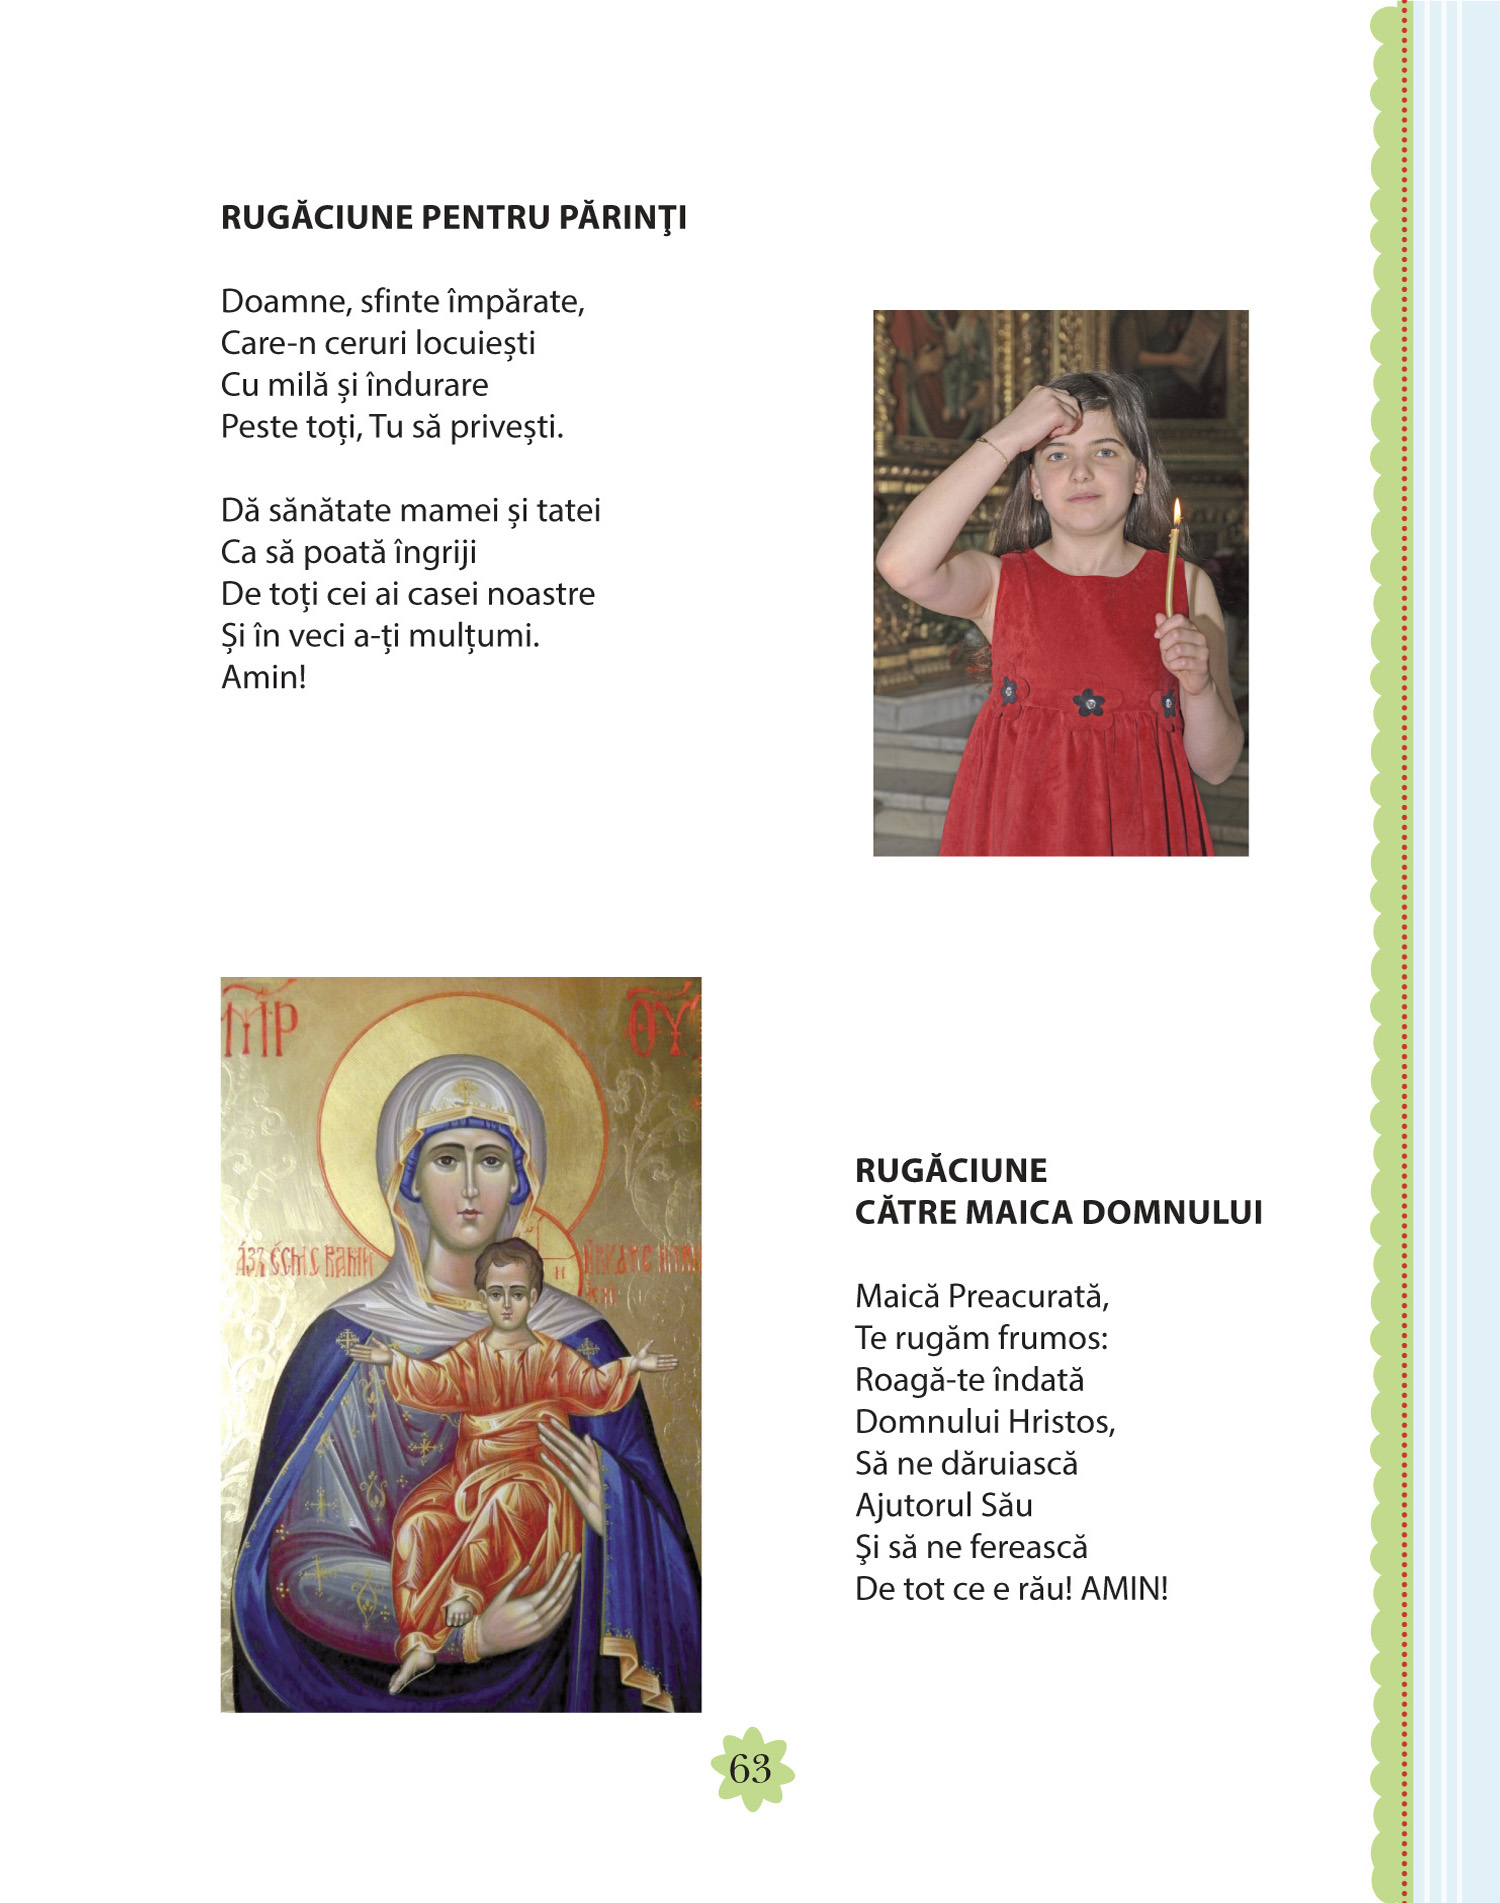 RUGĂCIUNE PENTRU PĂRINŢI
Doamne, sfinte împărate,
Care-n ceruri locuiești
Cu milă și îndurare
Peste toți, Tu să privești.
Dă sănătate mamei și tatei
Ca să poată îngriji
De toți cei ai casei noastre
Și în veci a-ți mulțumi.
Amin!
RUGĂCIUNE
CĂTRE MAICA DOMNULUI
Maică Preacurată,
Te rugăm frumos:
Roagă-te îndată
Domnului Hristos,
Să ne dăruiască
Ajutorul Său
Şi să ne ferească
De tot ce e rău! AMIN!
63